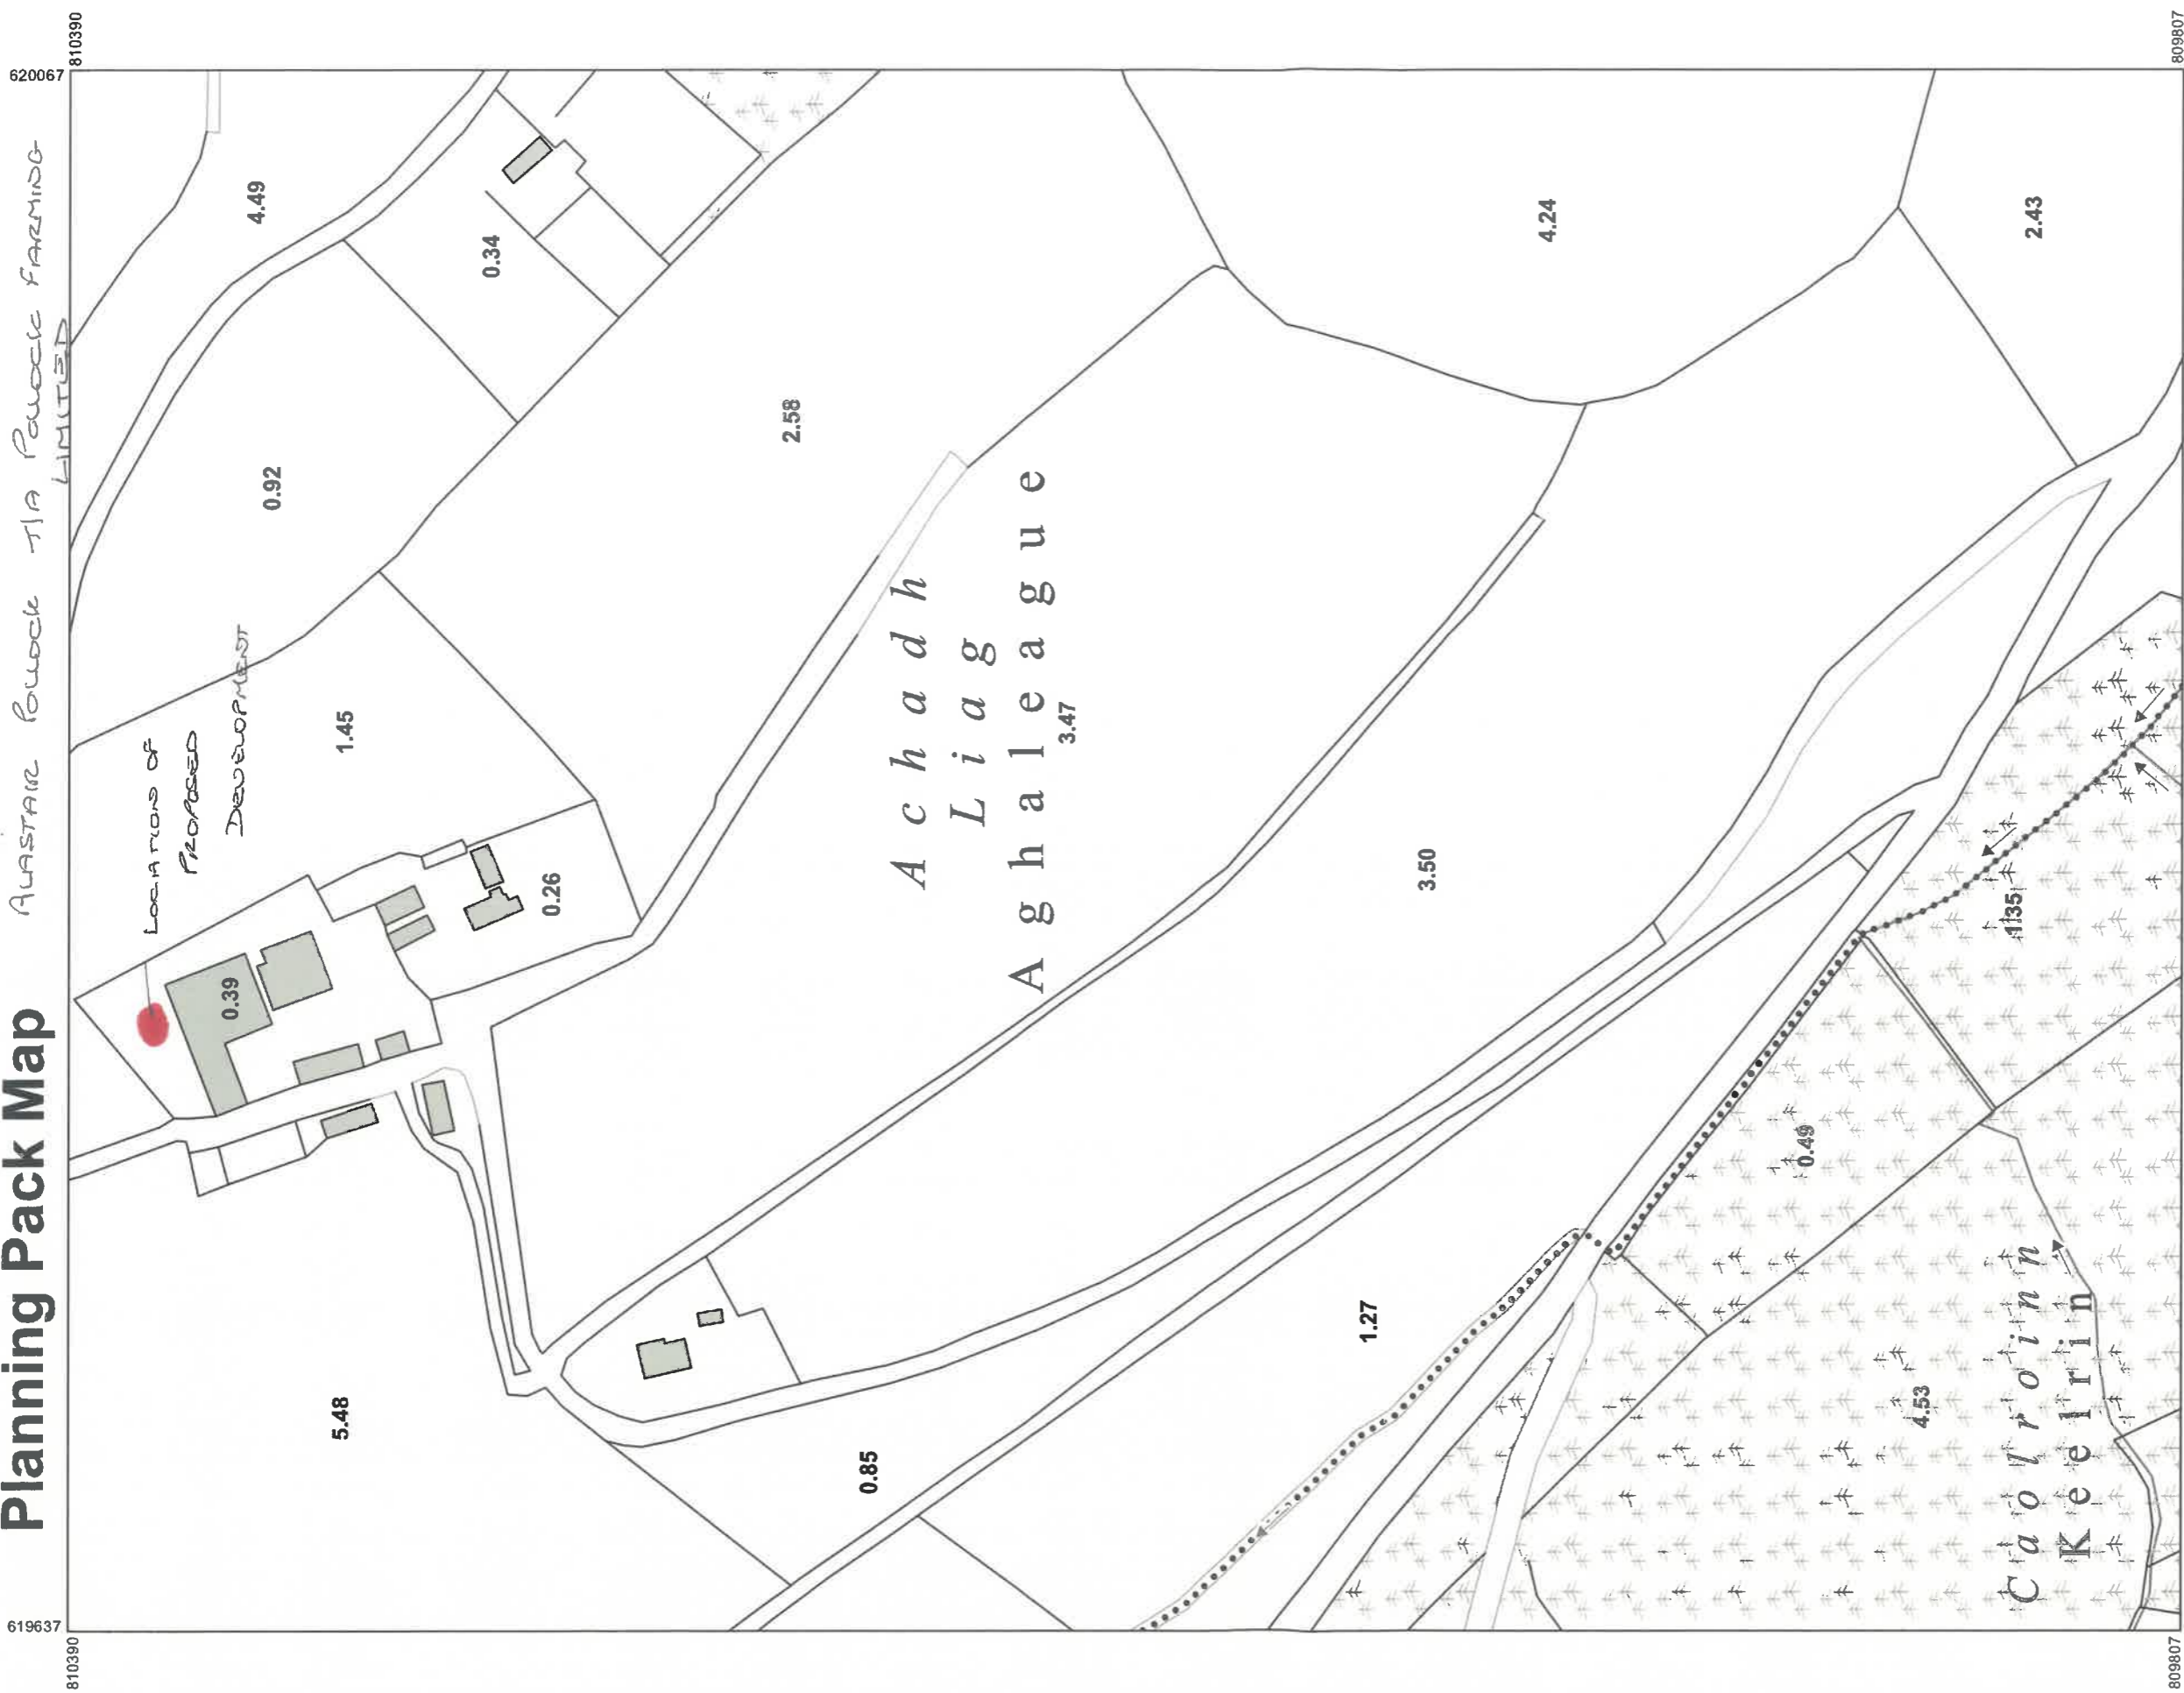 Planning Pack Map
ALASTAIR POLLOCK T/A POLLOCK FARMING
LIMITED
620067
810390
619637
810390
809807
809807
LOCATION OF
PROPOSED
DEVELOPMENT
4.49
0.34
0.92
1.45
0.39
0.26
2.58
5.48
0.85
Achadh
Liag
Aghaleague
3.47
3.50
4.24
2.43
1.27
1.35
0.49
4.53
Caolroinn
Keelrin